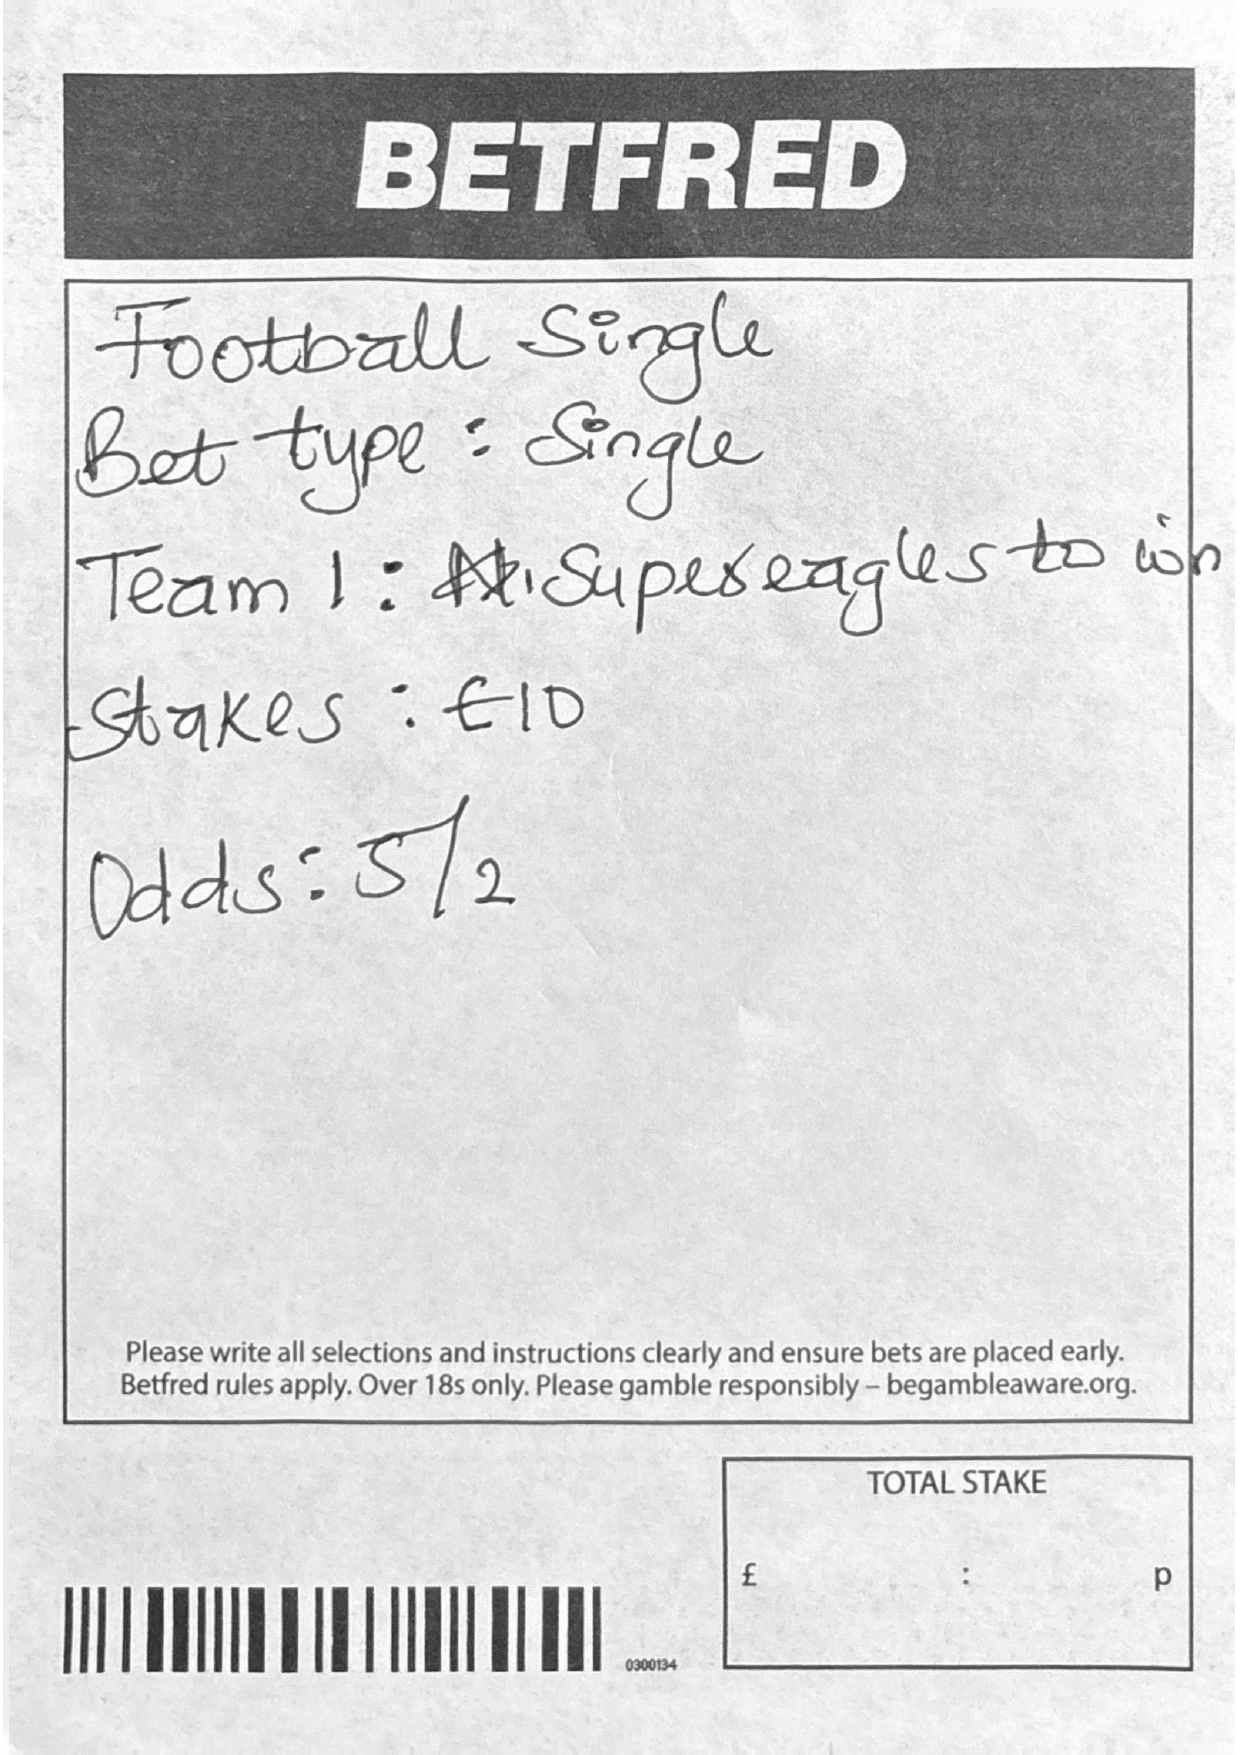 BETFRED
Football Single
Bet type : Single
Team 1 : Supereagles to win
Stakes : £10
Odds : 5/2
Please write all selections and instructions clearly and ensure bets are placed early.
Betfred rules apply. Over 18s only. Please gamble responsibly – begambleaware.org.
TOTAL STAKE
£ : p
0300134